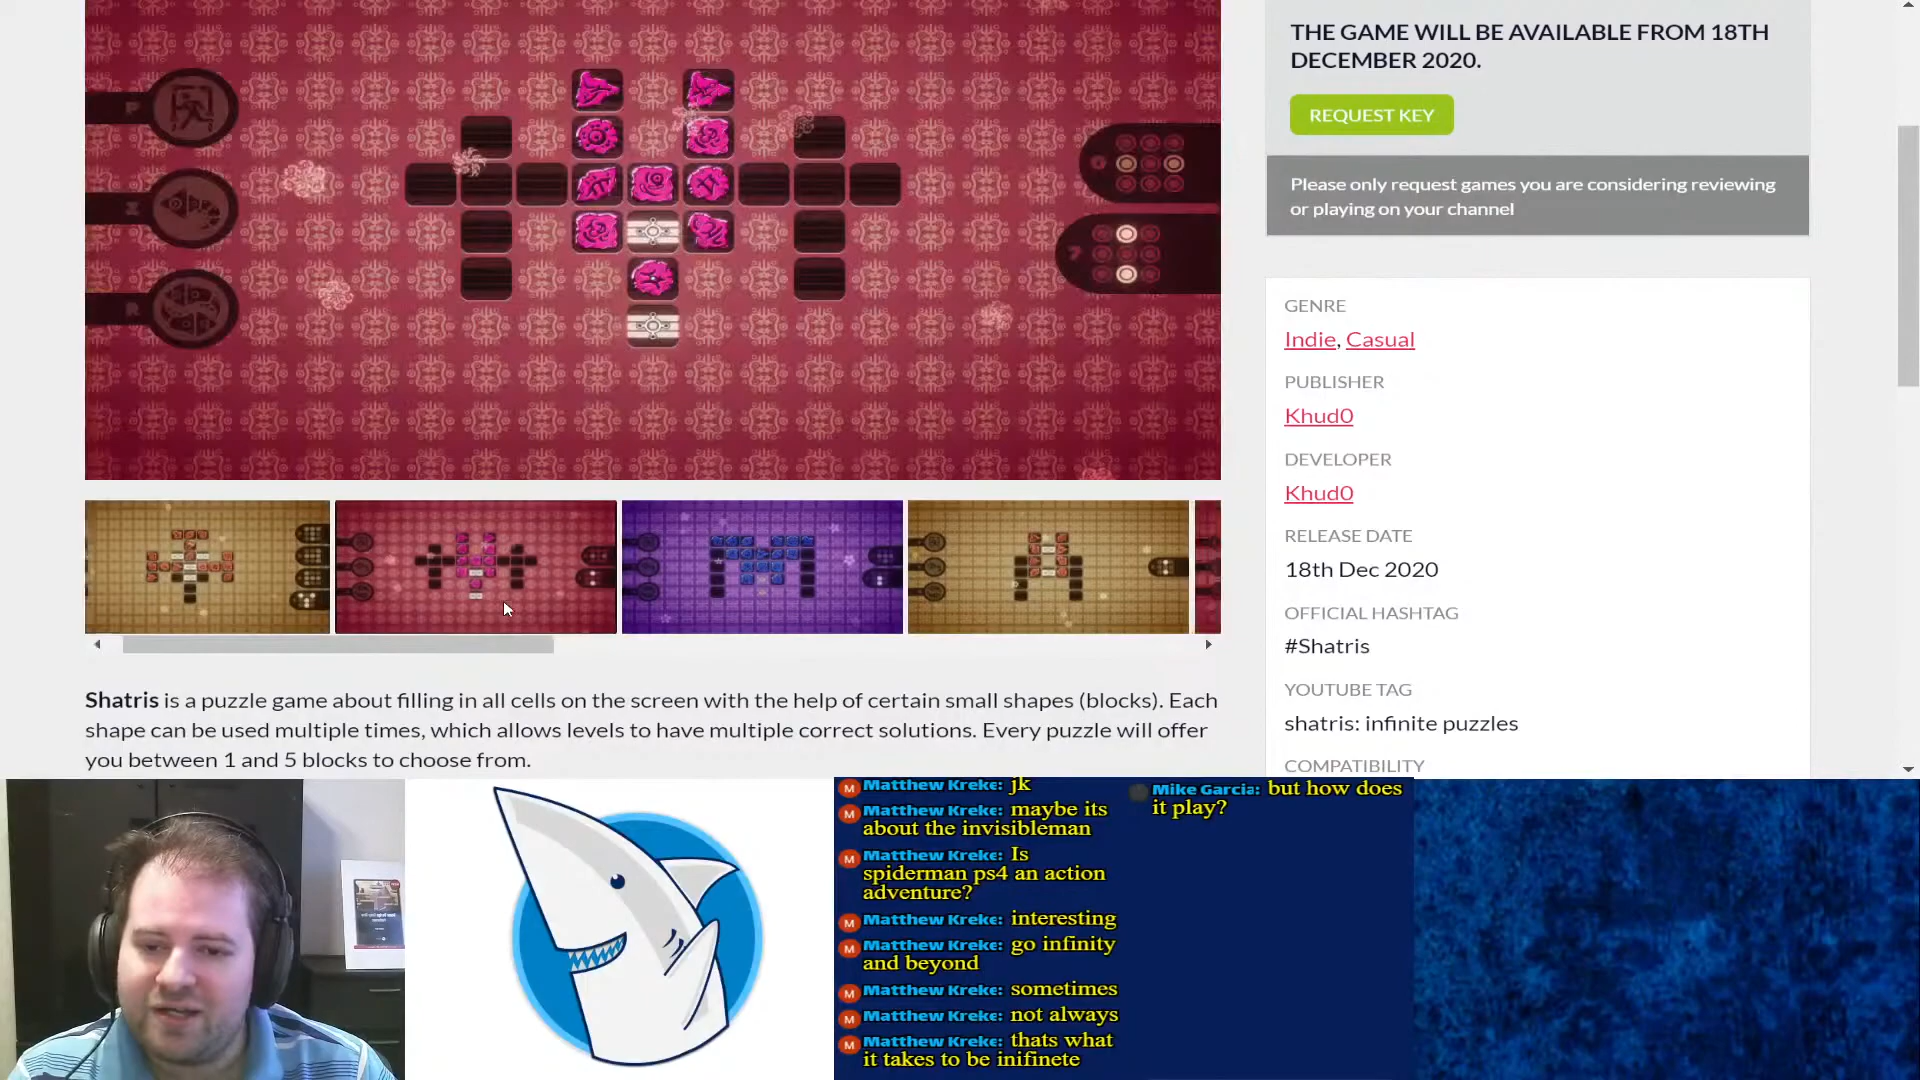 THE GAME WILL BE AVAILABLE FROM 18TH
DECEMBER 2020.
REQUEST KEY
Please only request games you are considering reviewing
or playing on your channel
GENRE
Indie, Casual
PUBLISHER
Khud0
DEVELOPER
Khud0
RELEASE DATE
18th Dec 2020
OFFICIAL HASHTAG
#Shatris
YOUTUBE TAG
shatris: infinite puzzles
COMPATIBILITY
Shatris is a puzzle game about filling in all cells on the screen with the help of certain small shapes (blocks). Each
shape can be used multiple times, which allows levels to have multiple correct solutions. Every puzzle will offer
you between 1 and 5 blocks to choose from.
M Matthew Kreke: jk
M Matthew Kreke: maybe its
about the invisibleman
M Matthew Kreke: Is
spiderman ps4 an action
adventure?
M Matthew Kreke: interesting
M Matthew Kreke: go infinity
and beyond
M Matthew Kreke: sometimes
M Matthew Kreke: not always
M Matthew Kreke: thats what
it takes to be inifinete
Mike Garcia: but how does
it play?